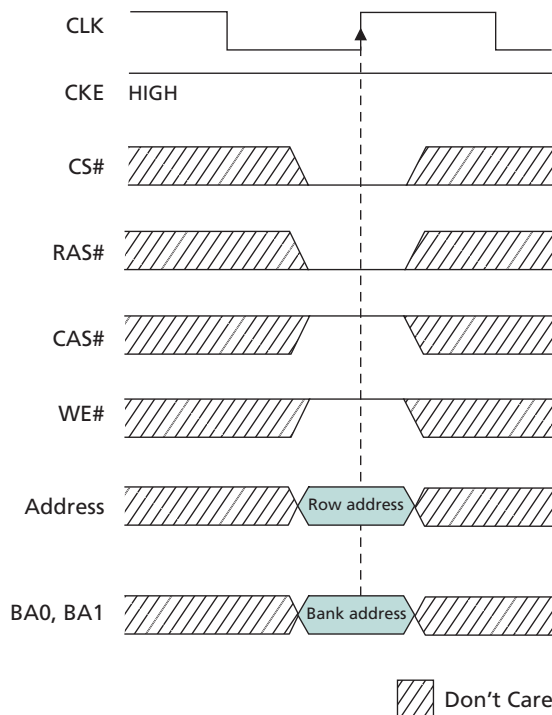 CLK
CKE HIGH
CS#
RAS#
CAS#
WE#
Address Row address
BA0, BA1 Bank address
Don't Care